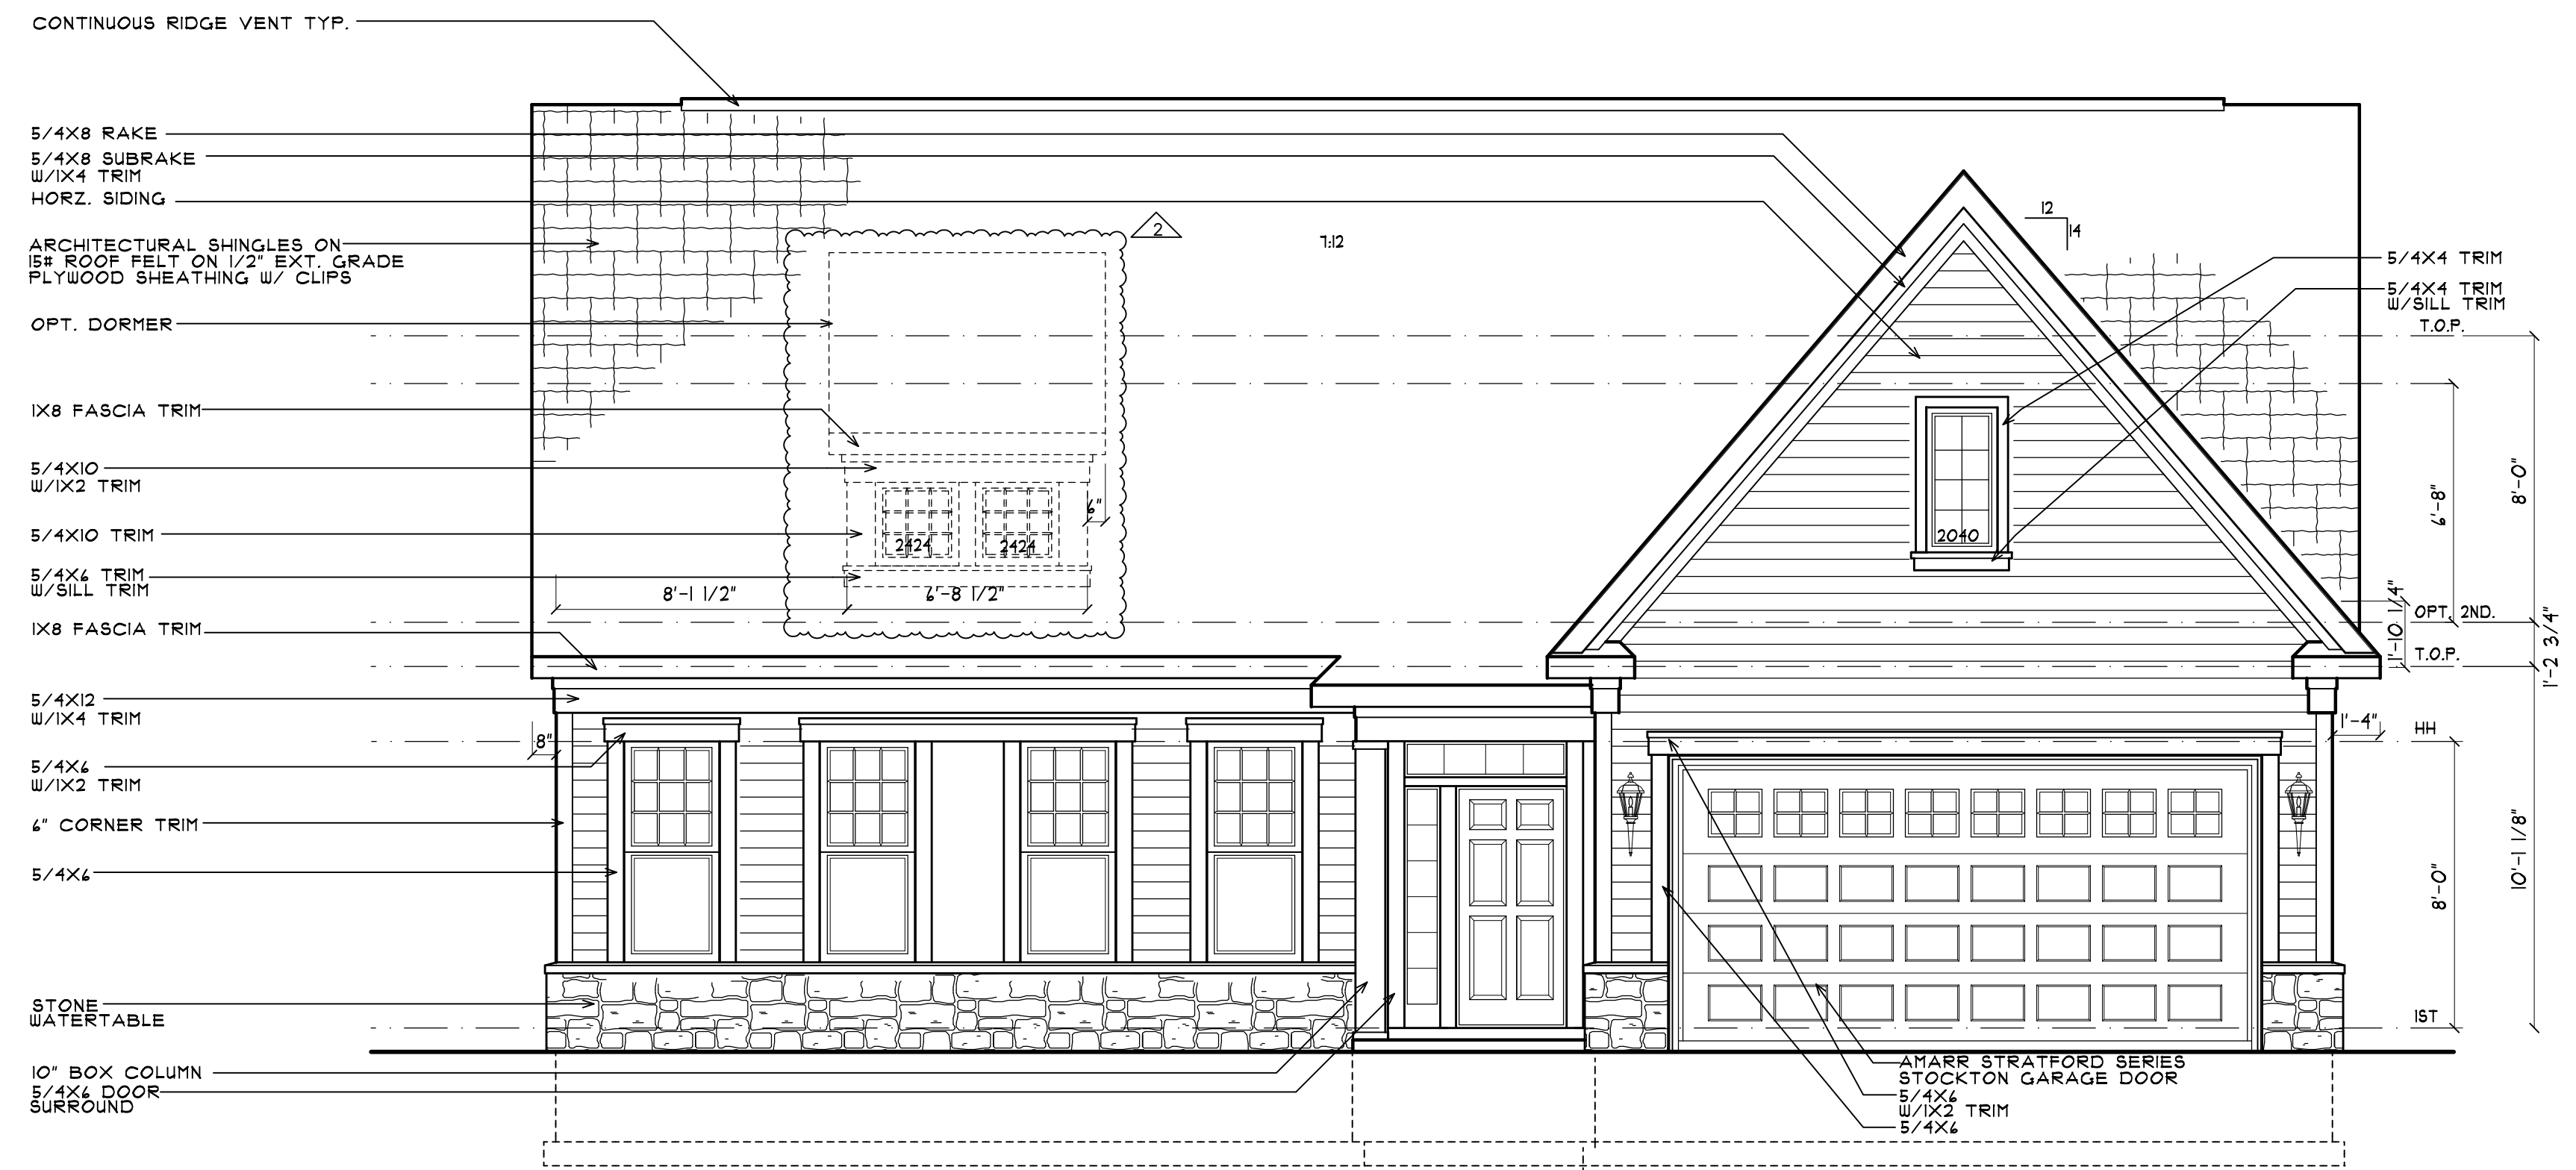 CONTINUOUS RIDGE VENT TYP.
5/4X8 RAKE
5/4X8 SUBRAKE
W/1X4 TRIM
HORZ. SIDING
ARCHITECTURAL SHINGLES ON
15# ROOF FELT ON 1/2" EXT. GRADE
PLYWOOD SHEATHING W/ CLIPS
OPT. DORMER
1X8 FASCIA TRIM
5/4X10
W/1X2 TRIM
5/4X10 TRIM
5/4X6 TRIM
W/SILL TRIM
1X8 FASCIA TRIM
5/4X12
W/1X4 TRIM
5/4X6
W/1X2 TRIM
6" CORNER TRIM
5/4X6
STONE
WATERTABLE
10" BOX COLUMN
5/4X6 DOOR
SURROUND
2
7:12
6"
2424
2424
8'-1 1/2"
6'-8 1/2"
8"
12
14
2040
5/4X4 TRIM
5/4X4 TRIM
W/SILL TRIM
T.O.P.
6'-8"
8'-0"
1'-10 1/4"
OPT. 2ND.
T.O.P.
1'-2 3/4"
1'-4"
HH
8'-0"
10'-1 1/8"
1ST
AMARR STRATFORD SERIES
STOCKTON GARAGE DOOR
5/4X6
W/1X2 TRIM
5/4X6